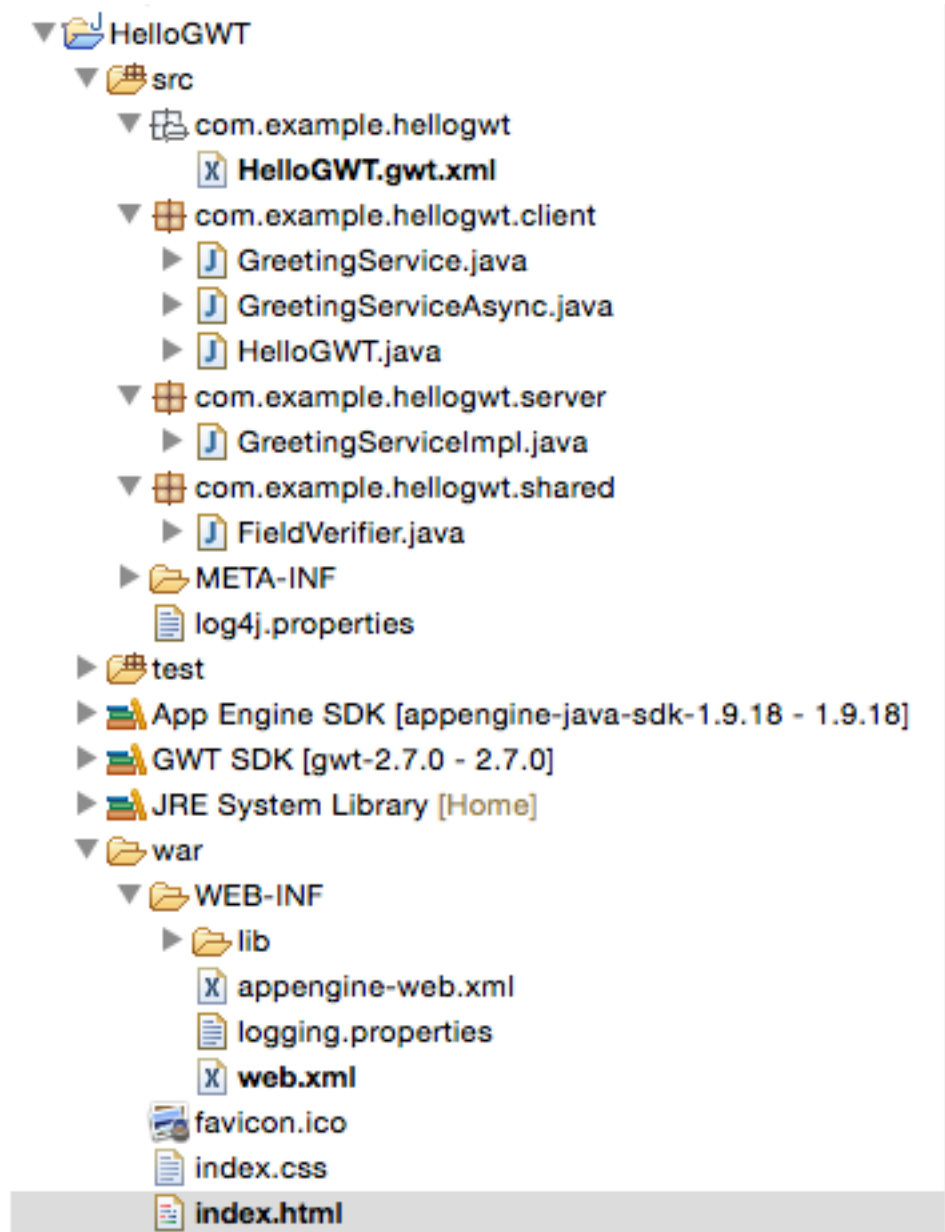 HelloGWT
src
com.example.hellogwt
HelloGWT.gwt.xml
com.example.hellogwt.client
GreetingService.java
GreetingServiceAsync.java
HelloGWT.java
com.example.hellogwt.server
GreetingServiceImpl.java
com.example.hellogwt.shared
FieldVerifier.java
META-INF
log4j.properties
test
App Engine SDK [appengine-java-sdk-1.9.18 - 1.9.18]
GWT SDK [gwt-2.7.0 - 2.7.0]
JRE System Library [Home]
war
WEB-INF
lib
appengine-web.xml
logging.properties
web.xml
favicon.ico
index.css
index.html